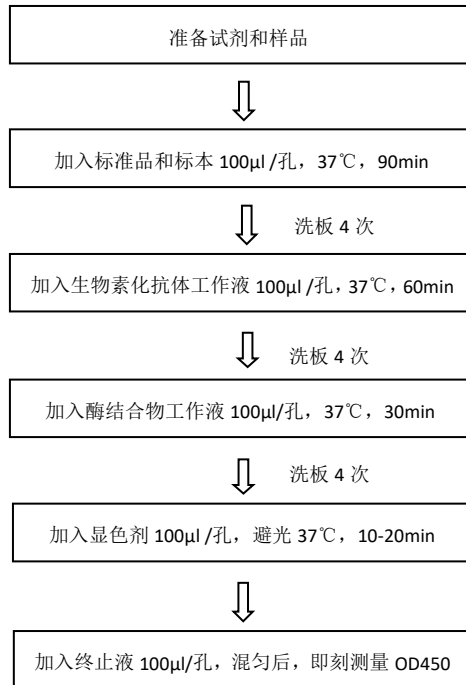 准备试剂和样品
加入标准品和标本 100μl /孔，37℃，90min
洗板 4 次
加入生物素化抗体工作液 100μl /孔，37℃，60min
洗板 4 次
加入酶结合物工作液 100μl/孔，37℃，30min
洗板 4 次
加入显色剂 100μl /孔，避光 37℃，10-20min
加入终止液 100μl/孔，混匀后，即刻测量 OD450